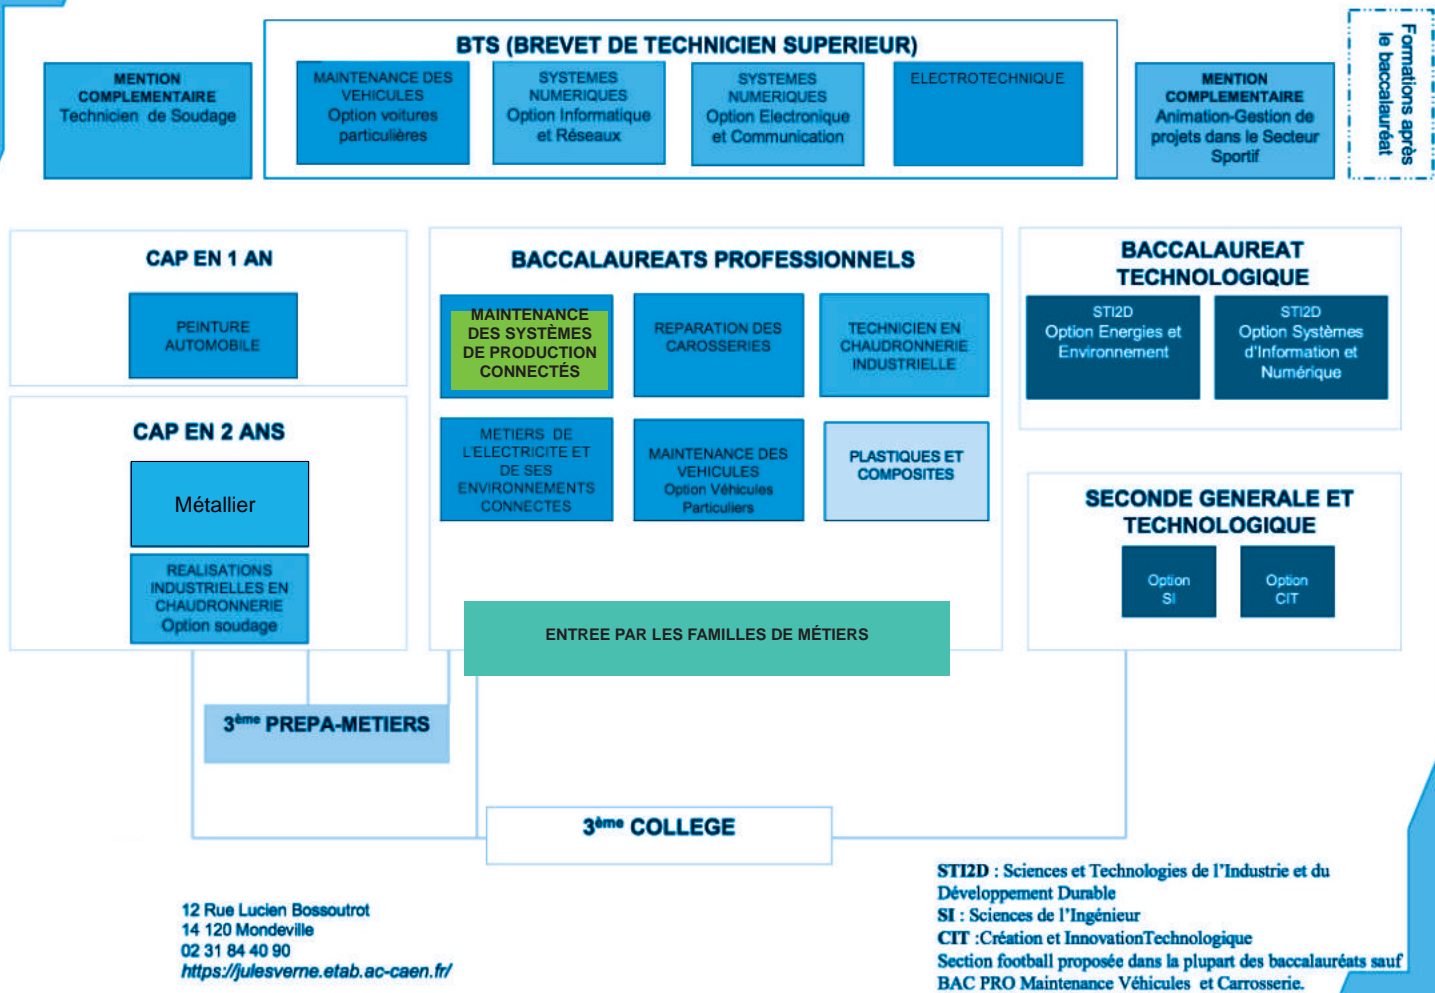 BTS (BREVET DE TECHNICIEN SUPERIEUR)
MENTION
COMPLEMENTAIRE
Technicien de Soudage
MAINTENANCE DES
VEHICULES
Option voitures
particulières
SYSTEMES
NUMERIQUES
Option Informatique
et Réseaux
SYSTEMES
NUMERIQUES
Option Electronique
et Communication
ELECTROTECHNIQUE
MENTION
COMPLEMENTAIRE
Animation-Gestion de
projets dans le Secteur
Sportif
Formations après
le baccalauréat
CAP EN 1 AN
PEINTURE
AUTOMOBILE
CAP EN 2 ANS
Métallier
REALISATIONS
INDUSTRIELLES EN
CHAUDRONNERIE
Option soudage
BACCALAUREATS PROFESSIONNELS
MAINTENANCE
DES SYSTÈMES
DE PRODUCTION
CONNECTÉS
REPARATION DES
CAROSSERIES
TECHNICIEN EN
CHAUDRONNERIE
INDUSTRIELLE
METIERS DE
L'ELECTRICITE ET
DE SES
ENVIRONNEMENTS
CONNECTES
MAINTENANCE DES
VEHICULES
Option Véhicules
Particuliers
PLASTIQUES ET
COMPOSITES
ENTREE PAR LES FAMILLES DE MÉTIERS
BACCALAUREAT
TECHNOLOGIQUE
STI2D
Option Energies et
Environnement
STI2D
Option Systèmes
d'Information et
Numérique
SECONDE GENERALE ET
TECHNOLOGIQUE
Option
SI
Option
CIT
3ème PREPA-METIERS
3ème COLLEGE
12 Rue Lucien Bossoutrot
14 120 Mondeville
02 31 84 40 90
https://julesverne.etab.ac-caen.fr/
STI2D : Sciences et Technologies de l'Industrie et du
Développement Durable
SI : Sciences de l'Ingénieur
CIT :Création et InnovationTechnologique
Section football proposée dans la plupart des baccalauréats sauf
BAC PRO Maintenance Véhicules et Carrosserie.